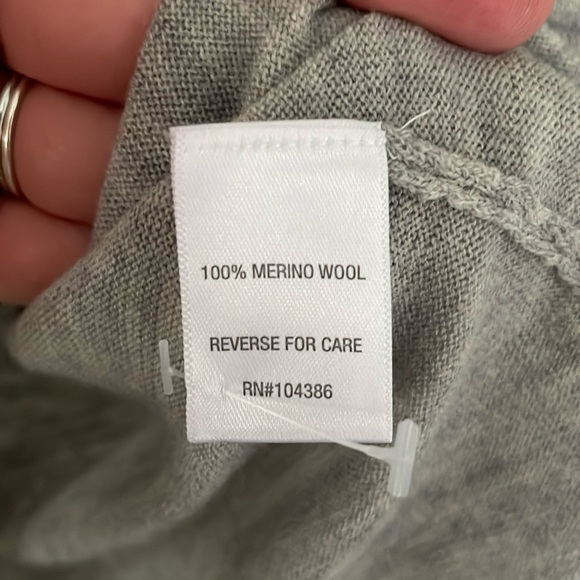 100% MERINO WOOL
REVERSE FOR CARE
RN#104386